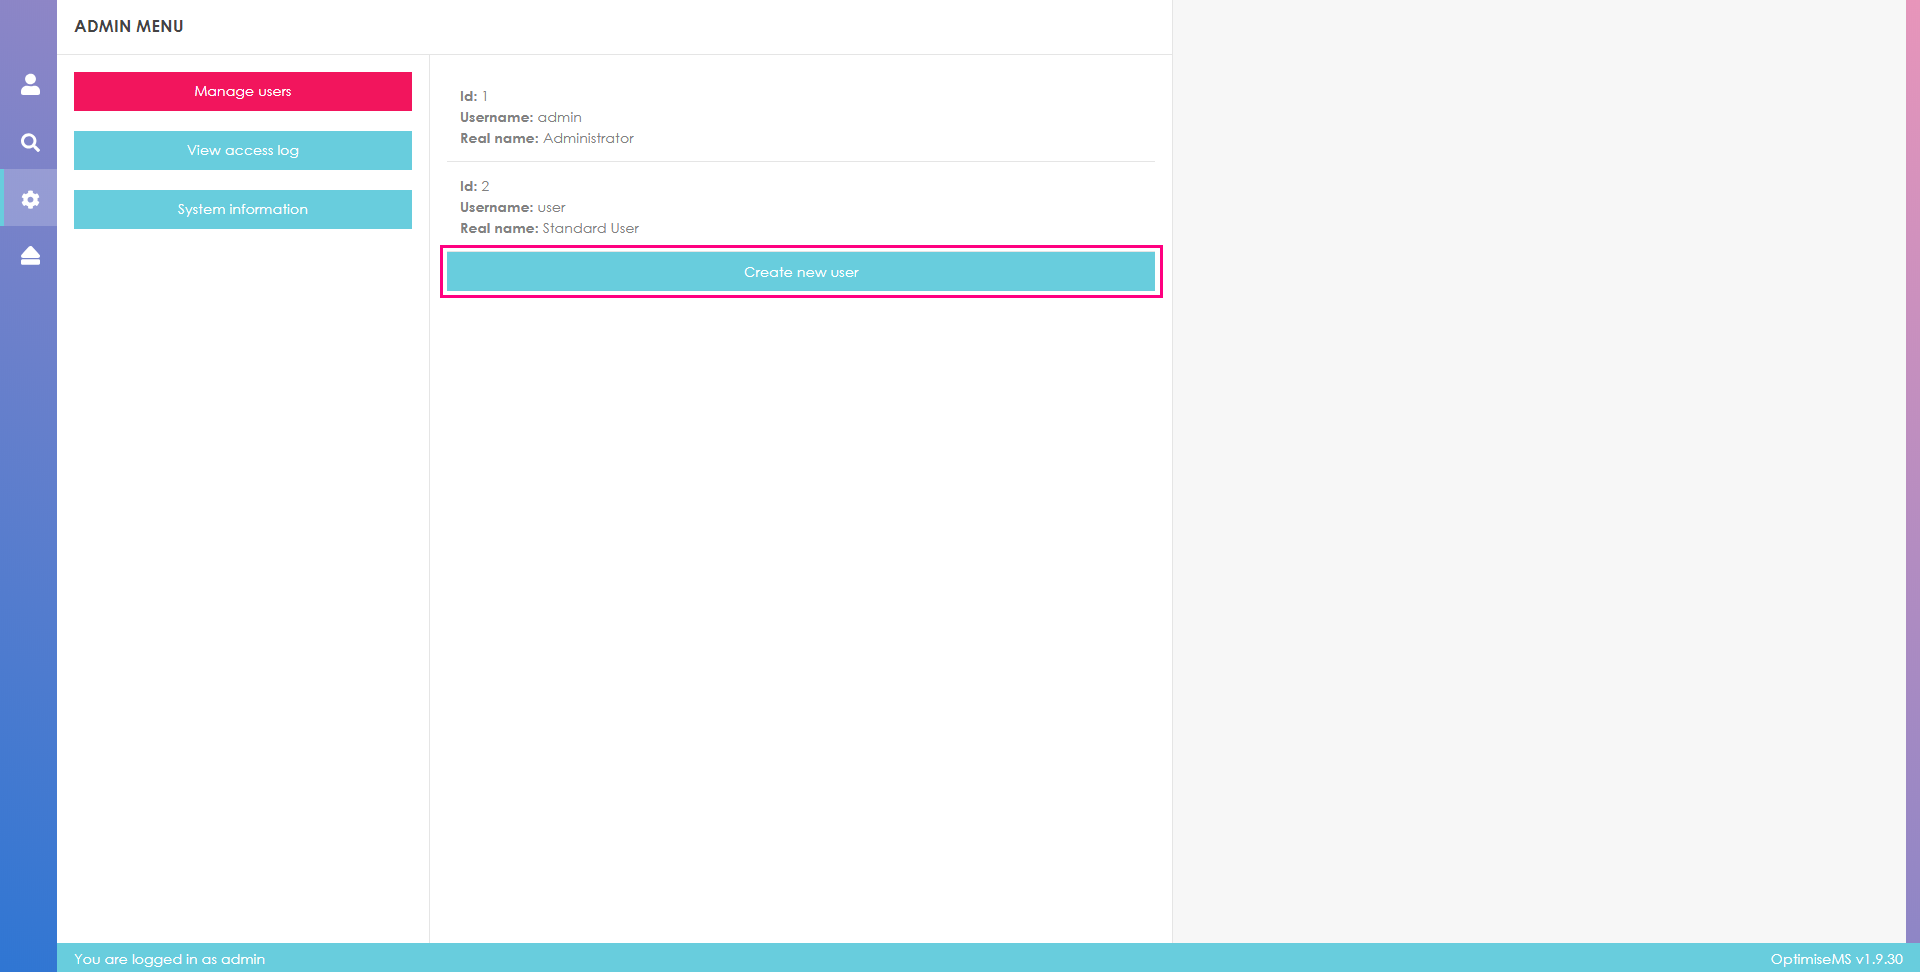 ADMIN MENU
Manage users
View access log
System information
Id: 1
Username: admin
Real name: Administrator
Id: 2
Username: user
Real name: Standard User
Create new user
You are logged in as admin
OptimiseMS v1.9.30